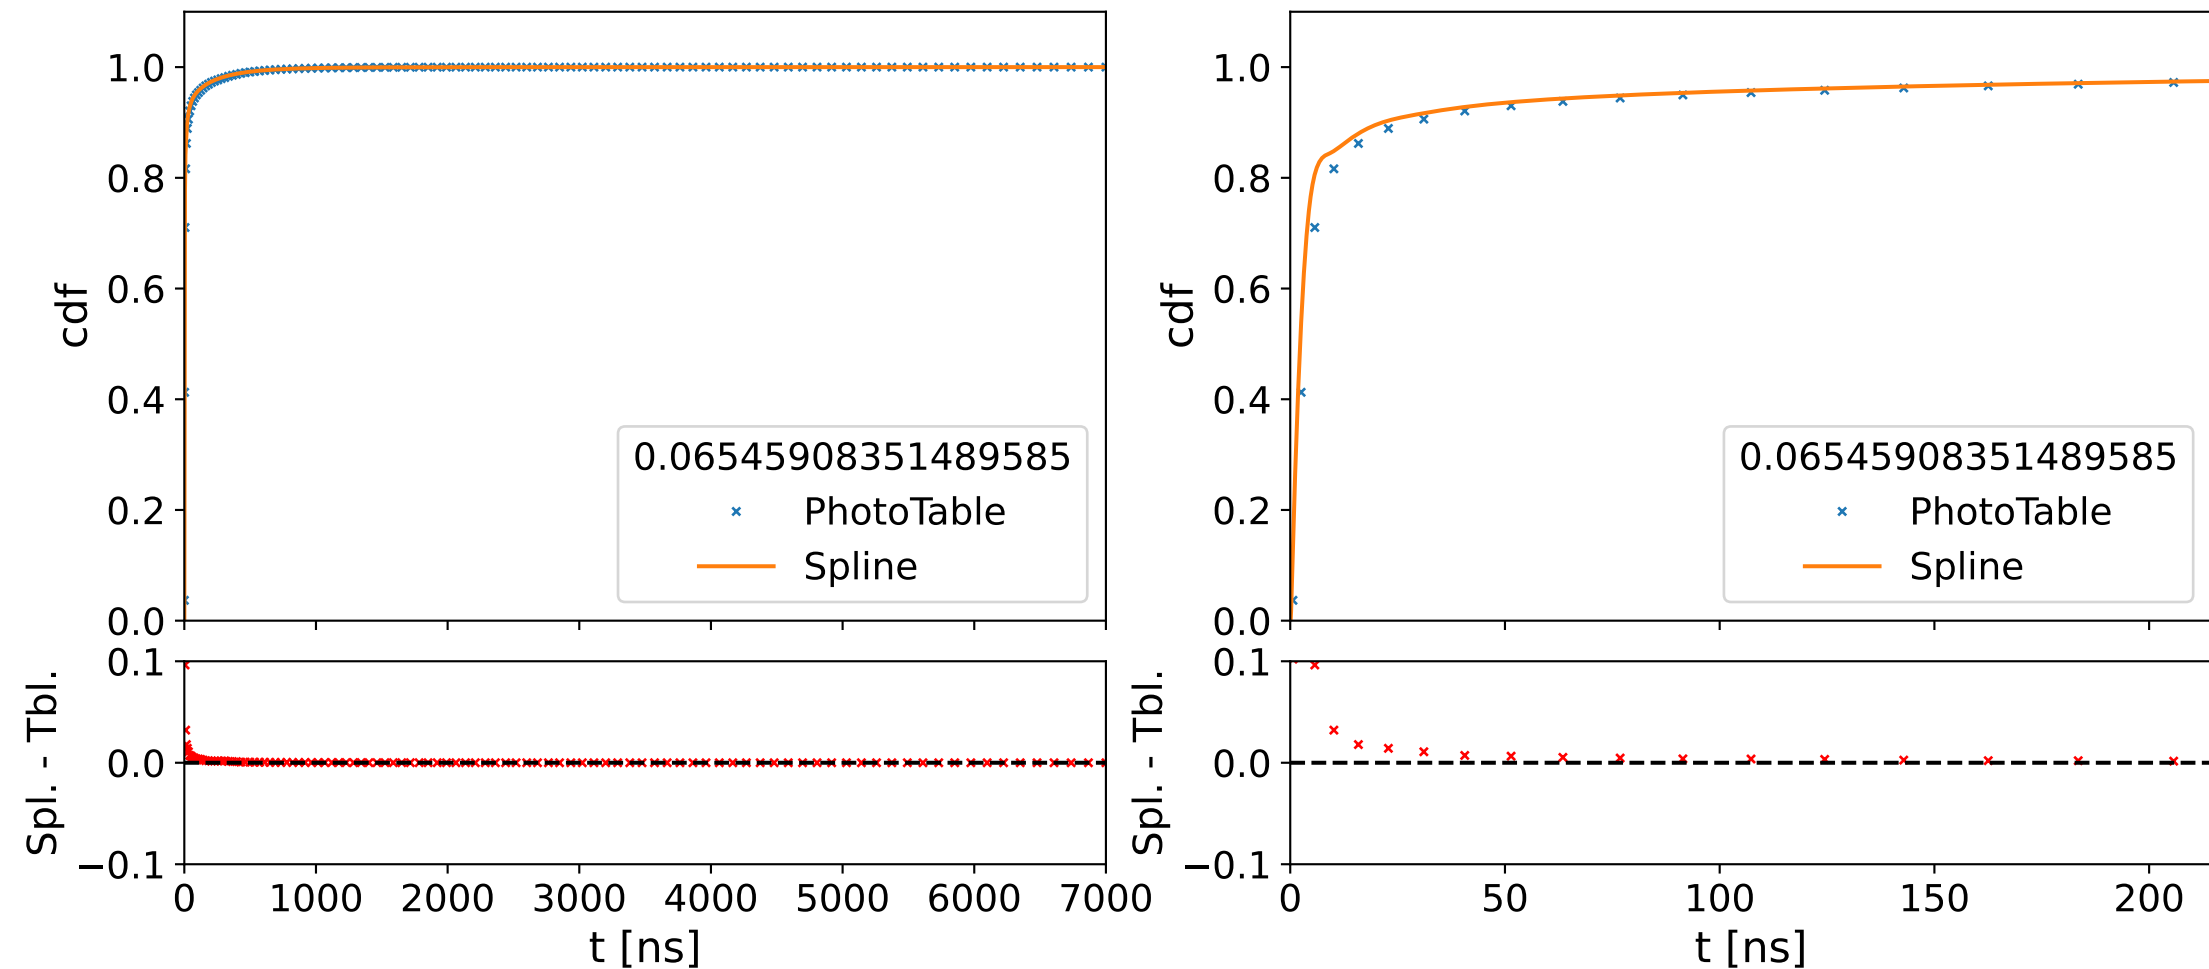 1.0
0.8
0.6
0.4
0.2
0.0
cdf
0.06545908351489585
PhotoTable
Spline
0.1
0.0
−0.1
Spl. - Tbl.
0 1000 2000 3000 4000 5000 6000 7000
t [ns]
1.0
0.8
0.6
0.4
0.2
0.0
cdf
0.06545908351489585
PhotoTable
Spline
0.1
0.0
−0.1
Spl. - Tbl.
0 50 100 150 200
t [ns]